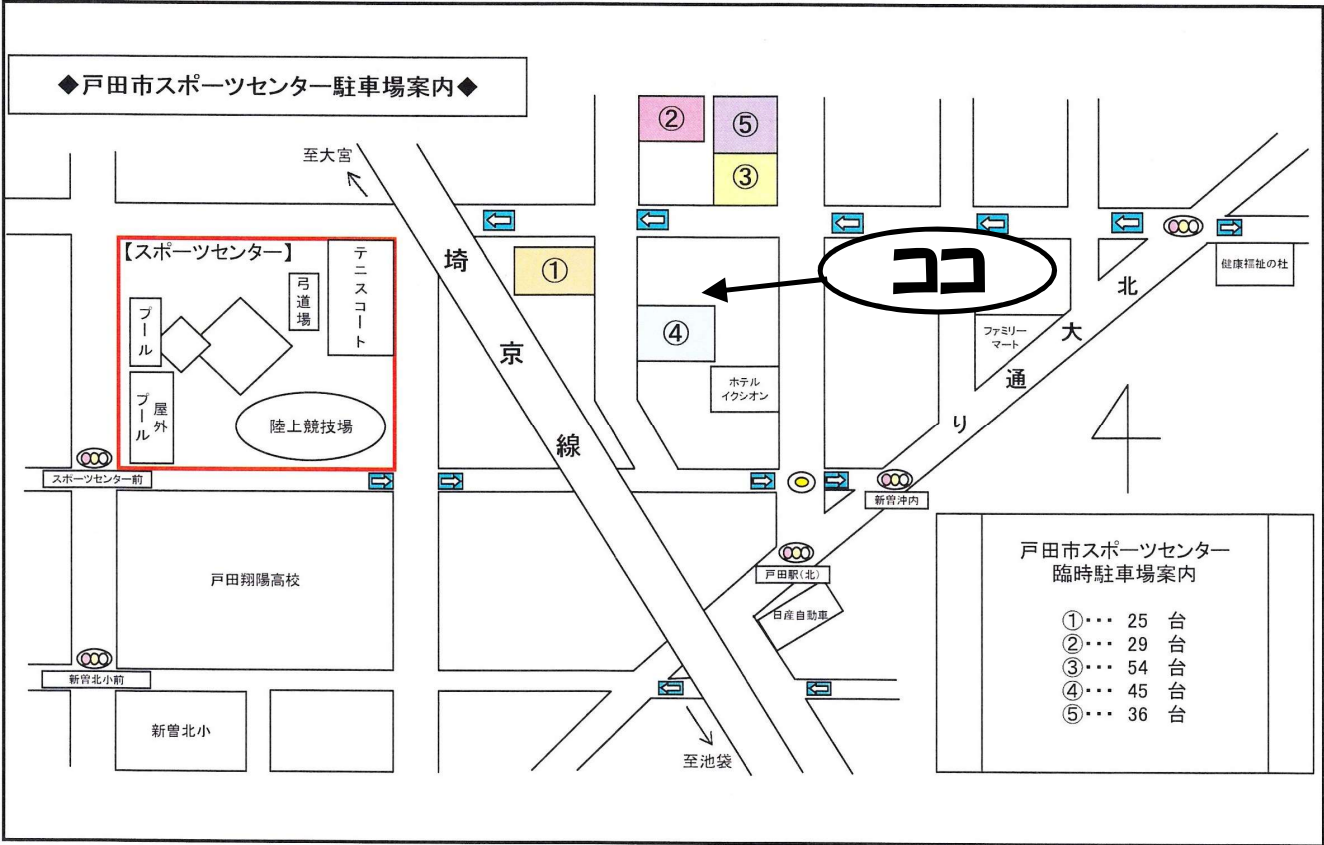 ◆戸田市スポーツセンター駐車場案内◆
至大宮
②
⑤
③
【スポーツセンター】
テニスコート
弓道場
プール
屋外プール
陸上競技場
埼京線
①
ココ
④
ホテル
イクシオン
ファミリー
マート
北大通り
健康福祉の杜
スポーツセンター前
新曽沖内
戸田駅(北)
日産自動車
戸田翔陽高校
新曽北小前
新曽北小
至池袋
戸田市スポーツセンター
臨時駐車場案内
①・・・ 25 台
②・・・ 29 台
③・・・ 54 台
④・・・ 45 台
⑤・・・ 36 台